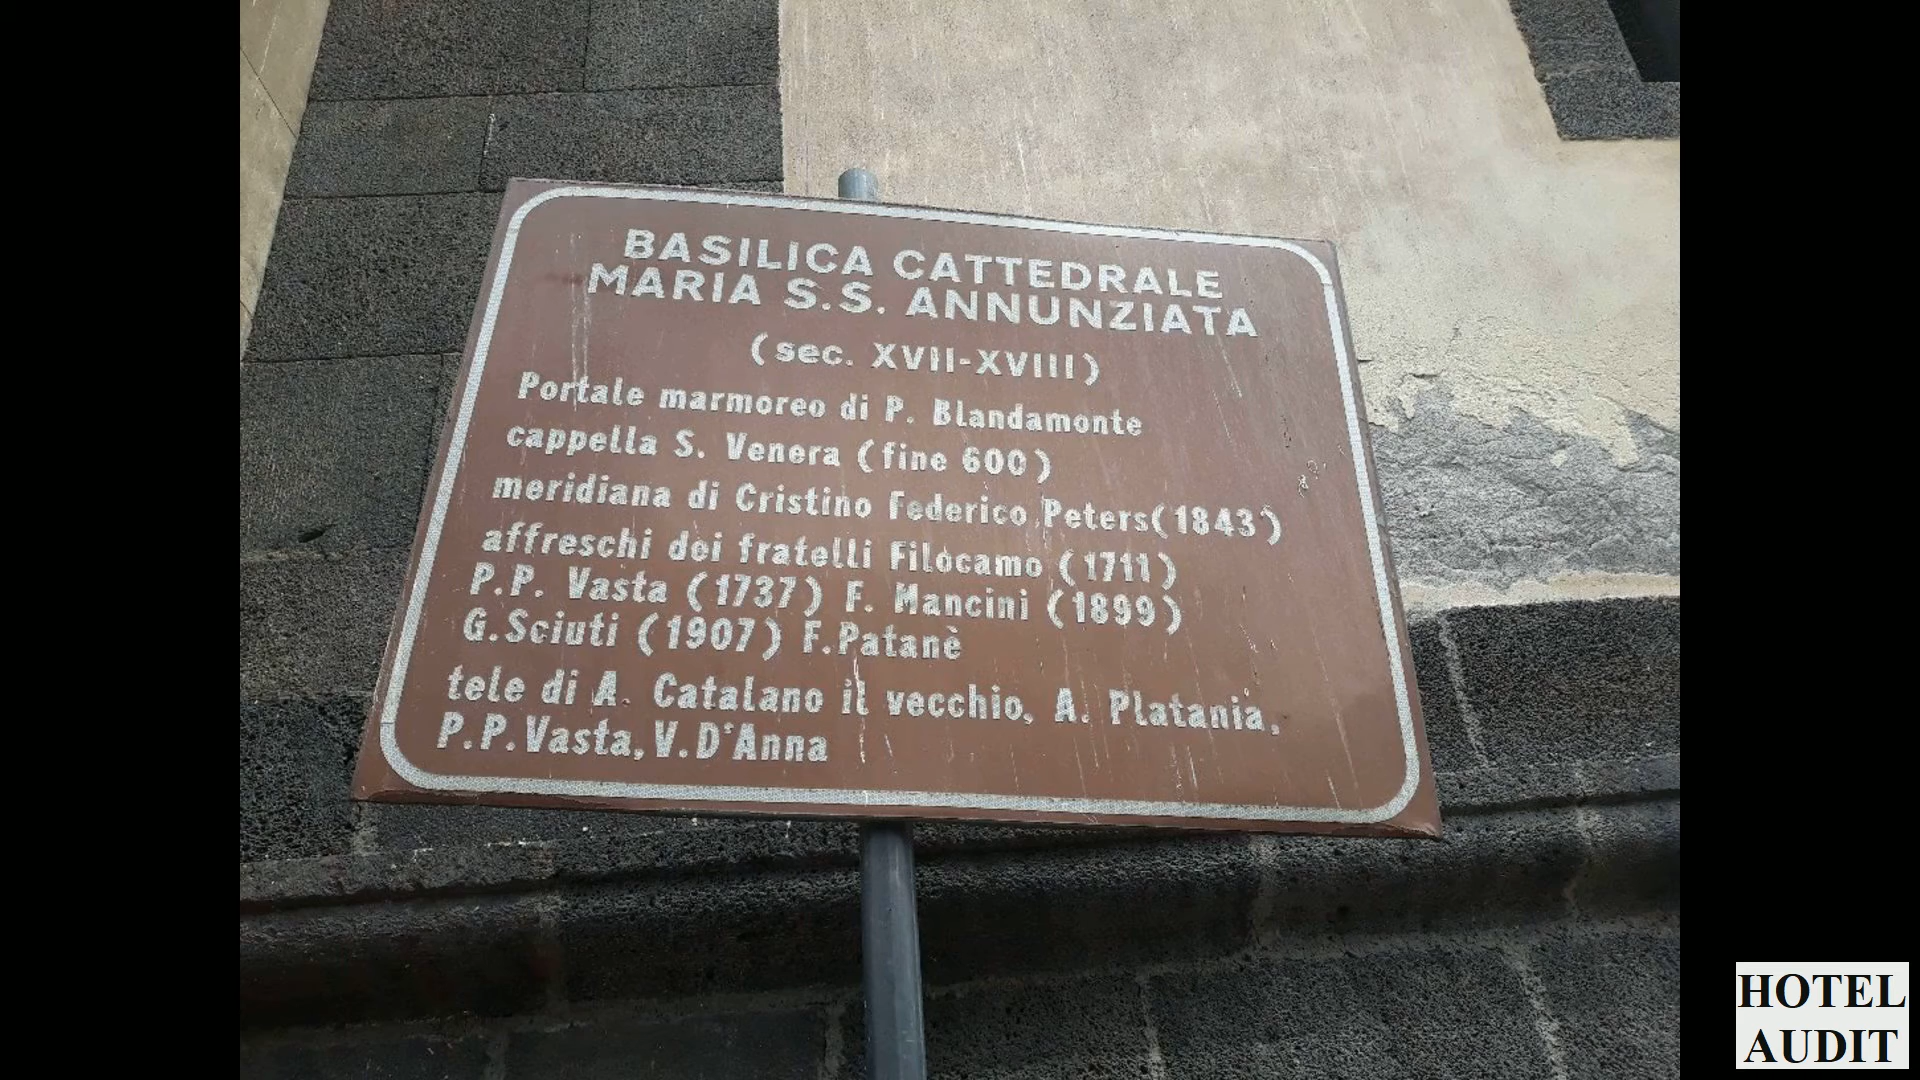 BASILICA CATTEDRALE
MARIA S.S. ANNUNZIATA
(sec. XVII-XVIII)
Portale marmoreo di P. Blandamonte
cappella S. Venera (fine 600)
meridiana di Cristino Federico Peters(1843)
affreschi dei fratelli Filocamo (1711)
P.P. Vasta (1737) F. Mancini (1899)
G.Sciuti (1907) F.Patanè
tele di A. Catalano il vecchio, A. Platania,
P.P.Vasta, V.D'Anna
HOTEL
AUDIT